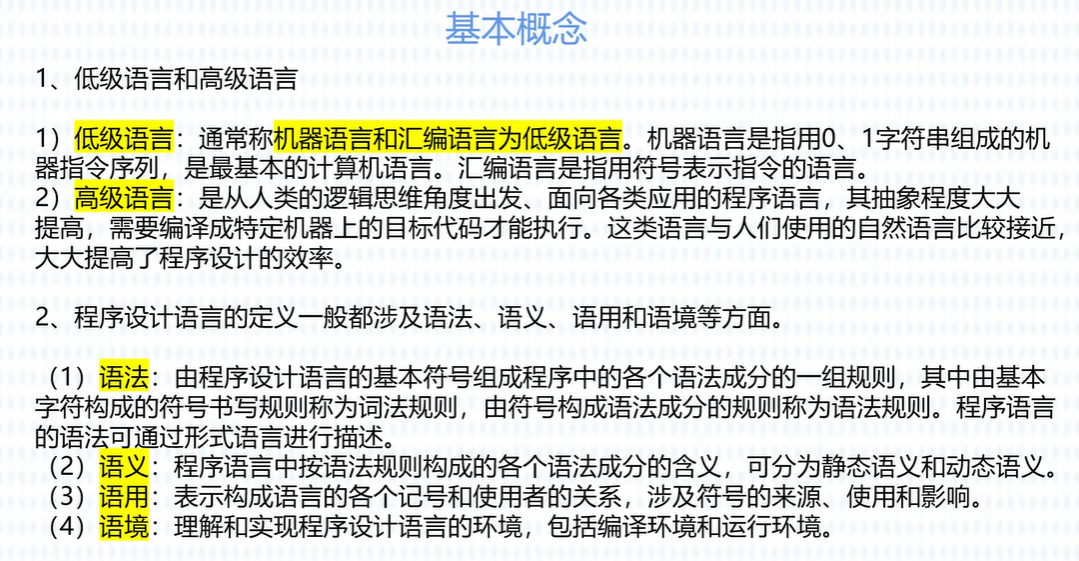 基本概念
1、低级语言和高级语言
1）低级语言：通常称机器语言和汇编语言为低级语言。机器语言是指用0、1字符串组成的机
器指令序列，是最基本的计算机语言。汇编语言是指用符号表示指令的语言。
2）高级语言：是从人类的逻辑思维角度出发、面向各类应用的程序语言，其抽象程度大大
提高，需要编译成特定机器上的目标代码才能执行。这类语言与人们使用的自然语言比较接近，
大大提高了程序设计的效率。
2、程序设计语言的定义一般都涉及语法、语义、语用和语境等方面。
（1）语法：由程序设计语言的基本符号组成程序中的各个语法成分的一组规则，其中由基本
字符构成的符号书写规则称为词法规则，由符号构成语法成分的规则称为语法规则。程序语言
的语法可通过形式语言进行描述。
（2）语义：程序语言中按语法规则构成的各个语法成分的含义，可分为静态语义和动态语义。
（3）语用：表示构成语言的各个记号和使用者的关系，涉及符号的来源、使用和影响。
（4）语境：理解和实现程序设计语言的环境，包括编译环境和运行环境。